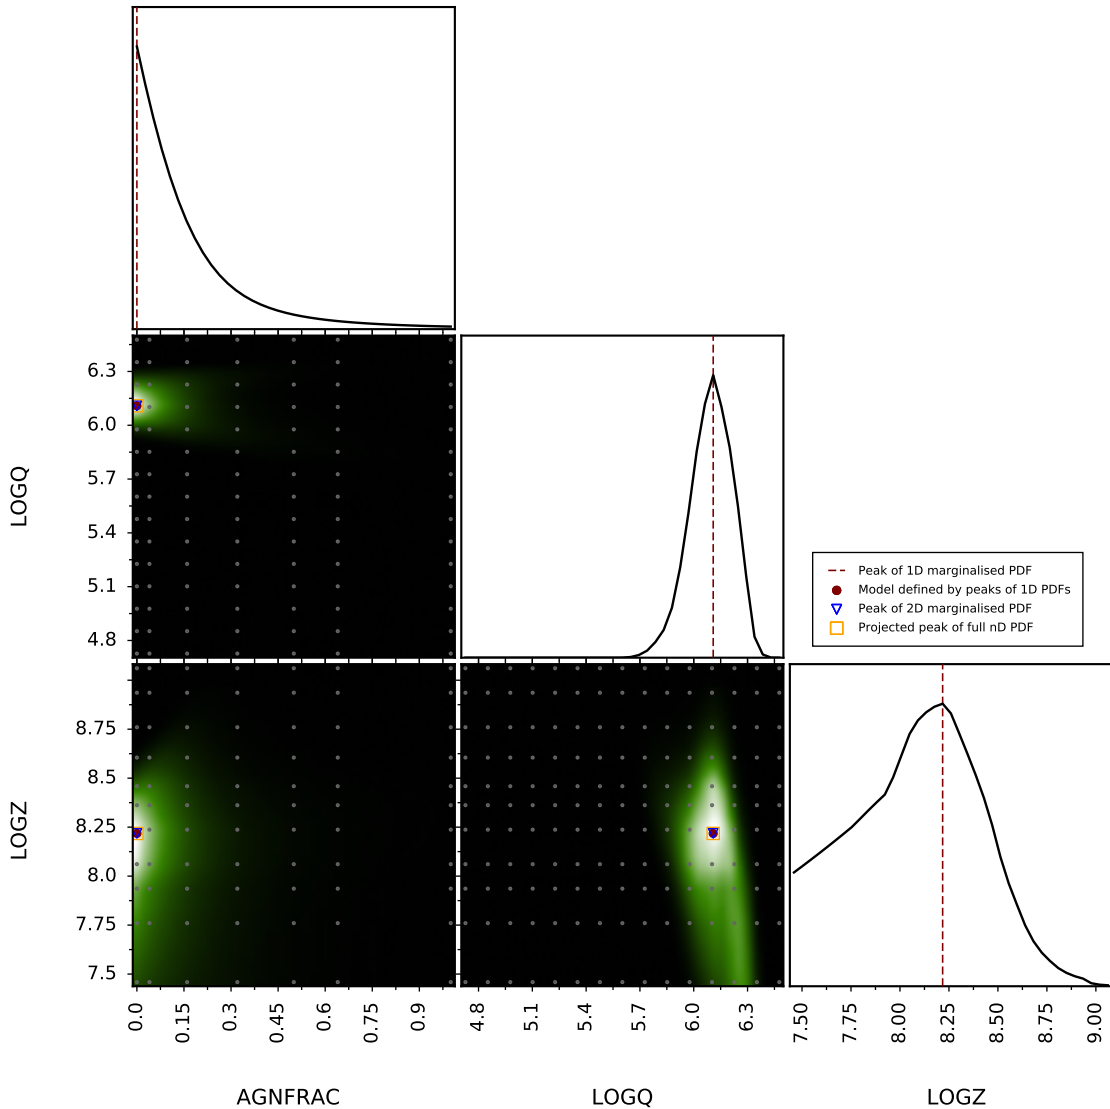 6.3
6.0
5.7
5.4
5.1
4.8
LOGQ
Peak of 1D marginalised PDF
Model defined by peaks of 1D PDFs
Peak of 2D marginalised PDF
Projected peak of full nD PDF
8.75
8.5
8.25
8.0
7.75
7.5
LOGZ
0.0 0.15 0.3 0.45 0.6 0.75 0.9
4.8 5.1 5.4 5.7 6.0 6.3
7.50 7.75 8.00 8.25 8.50 8.75 9.00
AGNFRAC LOGQ LOGZ